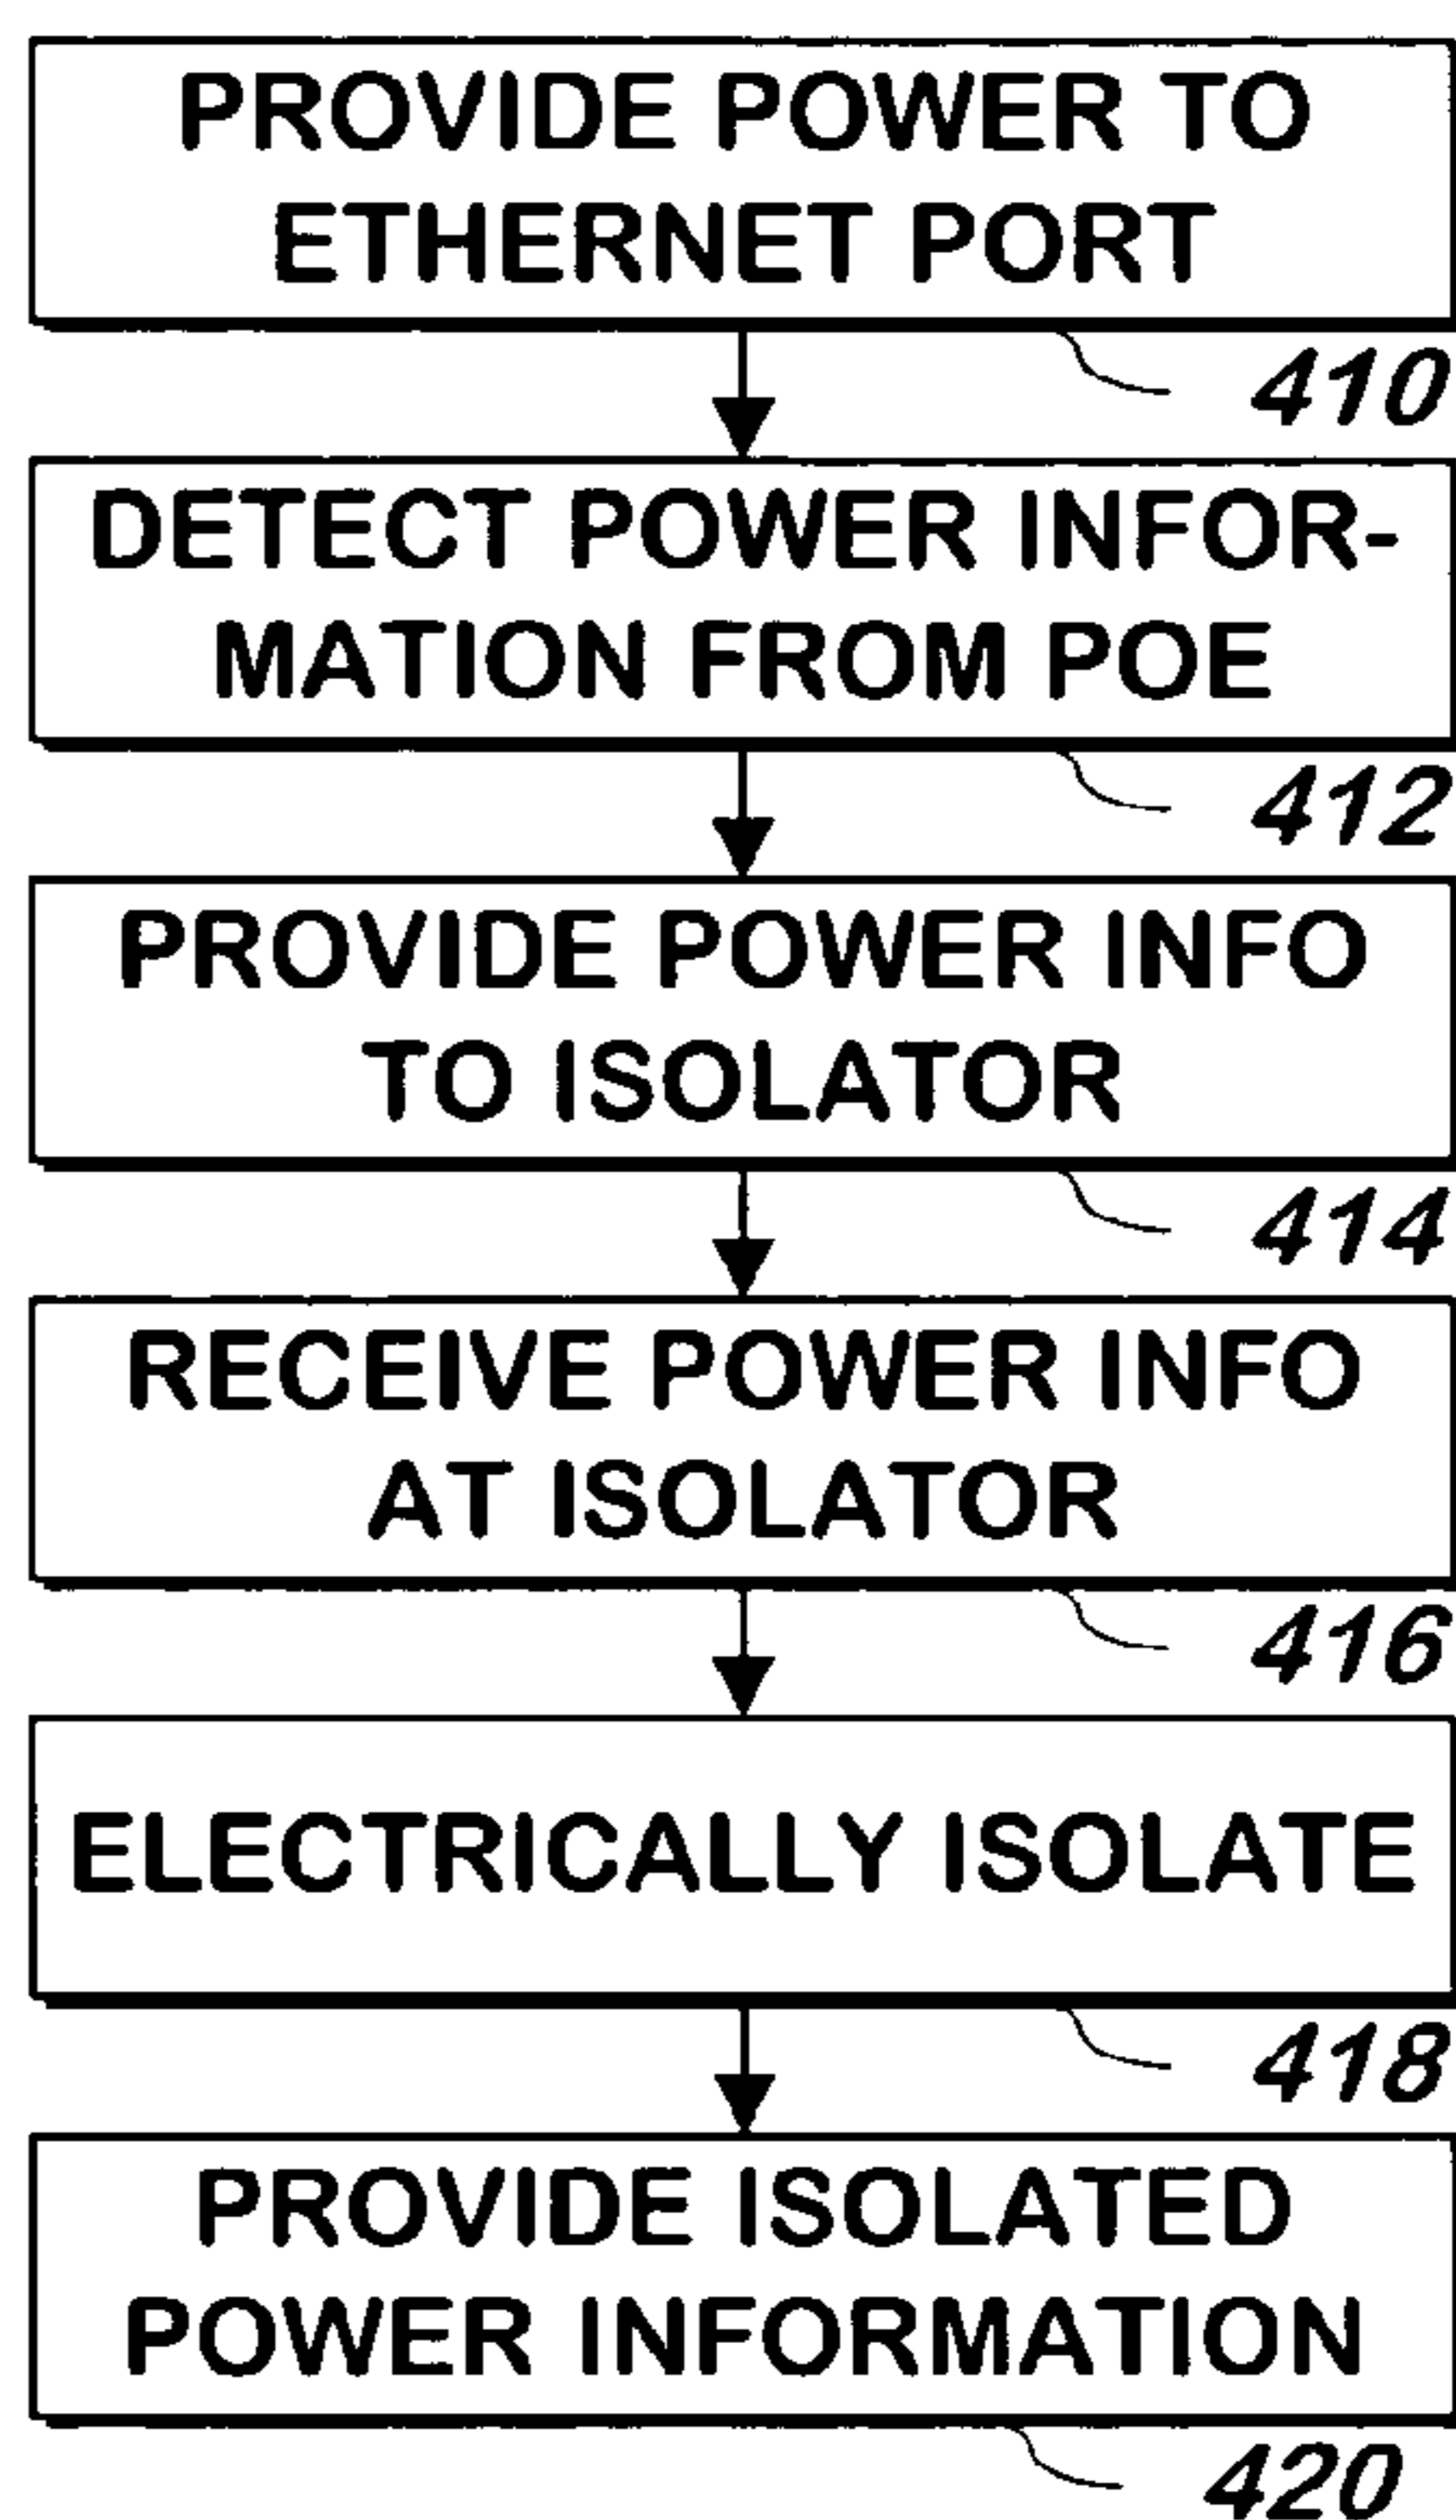 PROVIDE POWER TO
ETHERNET PORT
410
DETECT POWER INFOR-
MATION FROM POE
412
PROVIDE POWER INFO
TO ISOLATOR
414
RECEIVE POWER INFO
AT ISOLATOR
416
ELECTRICALLY ISOLATE
418
PROVIDE ISOLATED
POWER INFORMATION
420